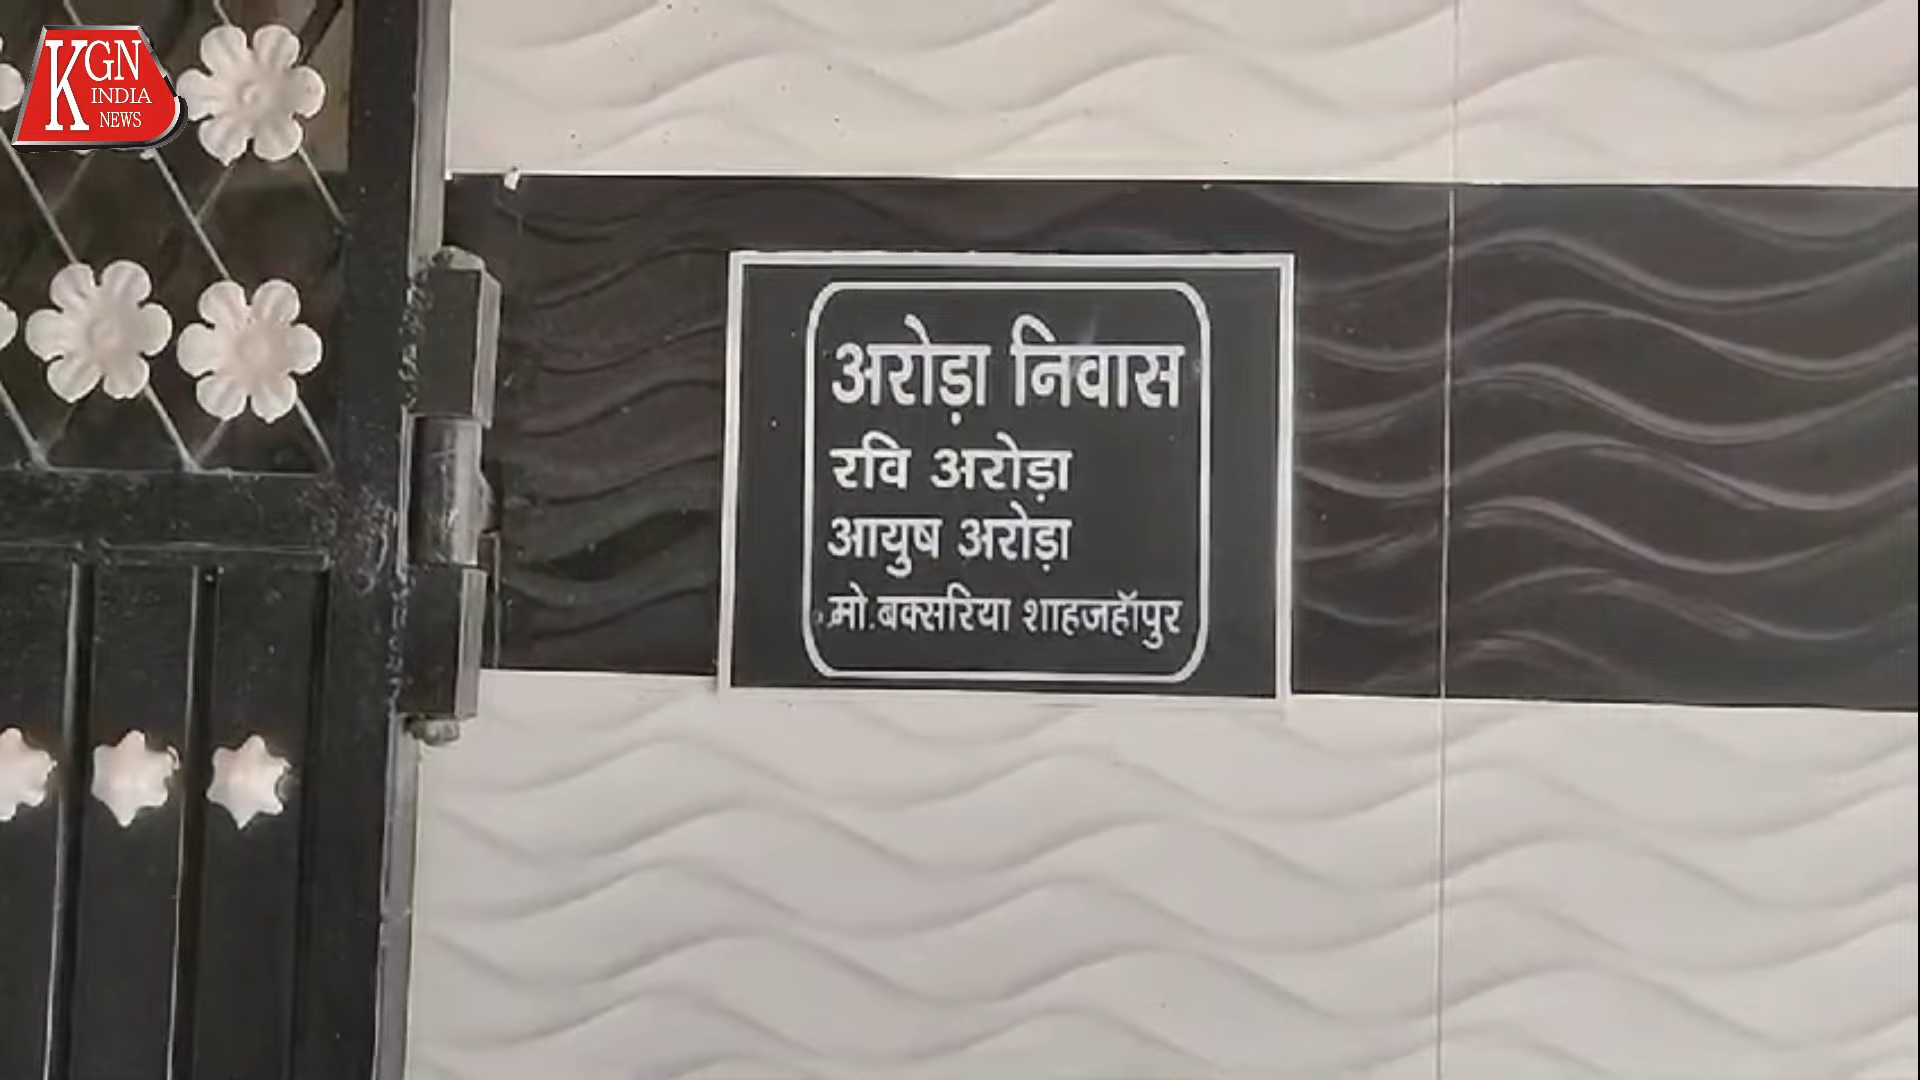 KGN
INDIA
NEWS
अरोड़ा निवास
रवि अरोड़ा
आयुष अरोड़ा
मो.बक्सरिया शाहजहॉपुर